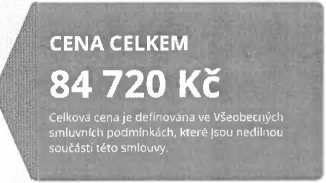 CENA CELKEM
84 720 Kč
Celková cena je definována ve Všeobecných
smluvních podmínkách, které jsou nedílnou
součástí této smlouvy.